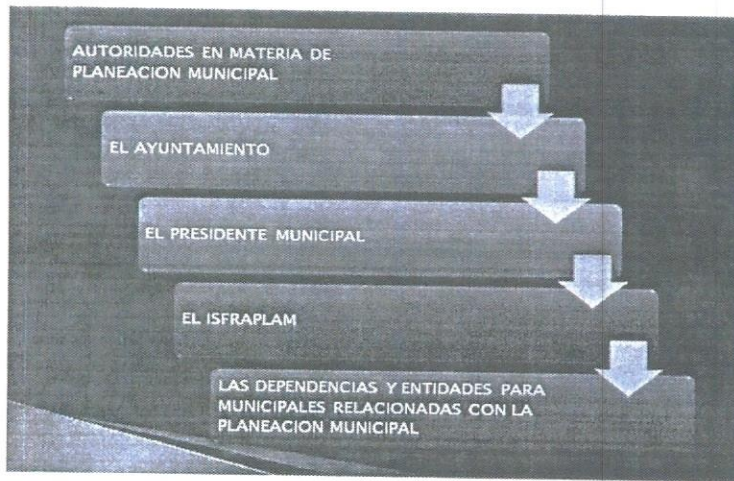 AUTORIDADES EN MATERIA DE
PLANEACION MUNICIPAL
EL AYUNTAMIENTO
EL PRESIDENTE MUNICIPAL
EL ISFRAPLAM
LAS DEPENDENCIAS Y ENTIDADES PARA
MUNICIPALES RELACIONADAS CON LA
PLANEACION MUNICIPAL